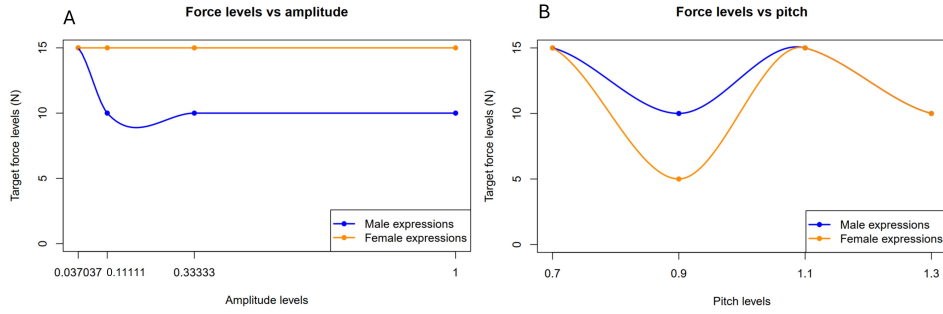 A
Force levels vs amplitude
Target force levels (N)
15
10
5
0
Male expressions
Female expressions
0.037037 0.11111 0.33333 1
Amplitude levels
B
Force levels vs pitch
Target force levels (N)
15
10
5
0
Male expressions
Female expressions
0.7 0.9 1.1 1.3
Pitch levels